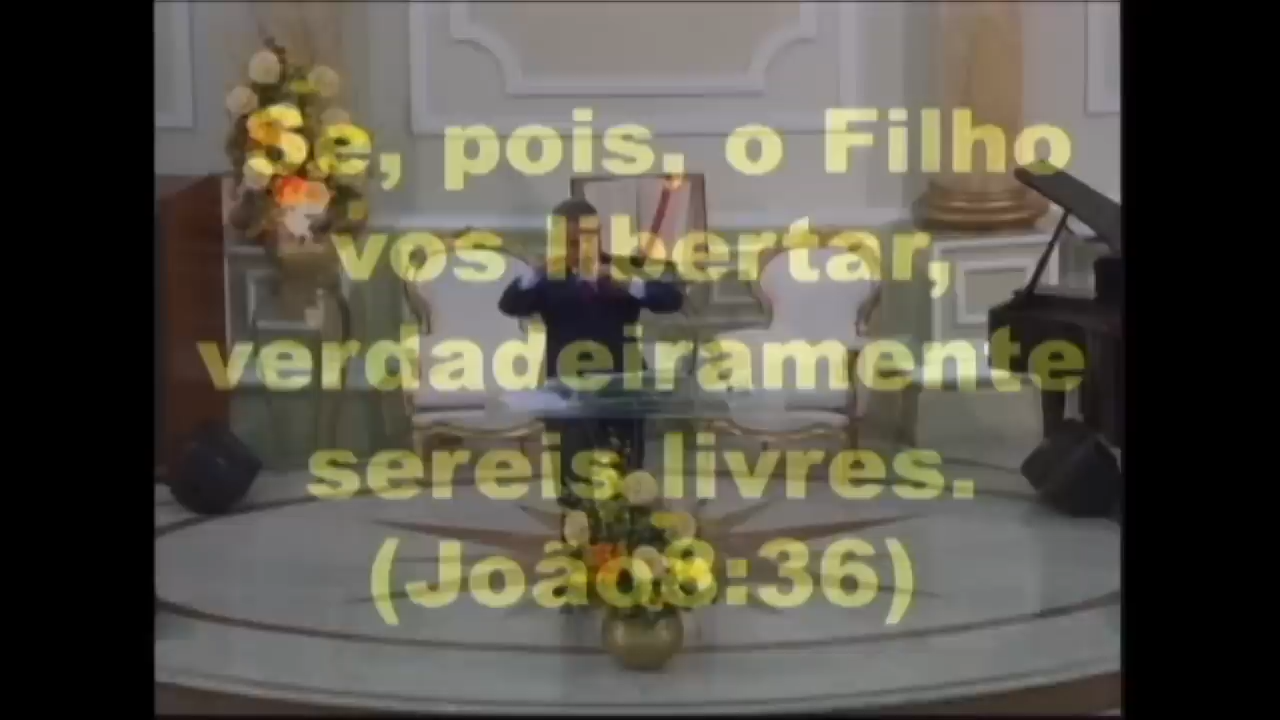 Se, pois, o Filho
vos libertar,
verdadeiramente
sereis livres.
(João 8:36)